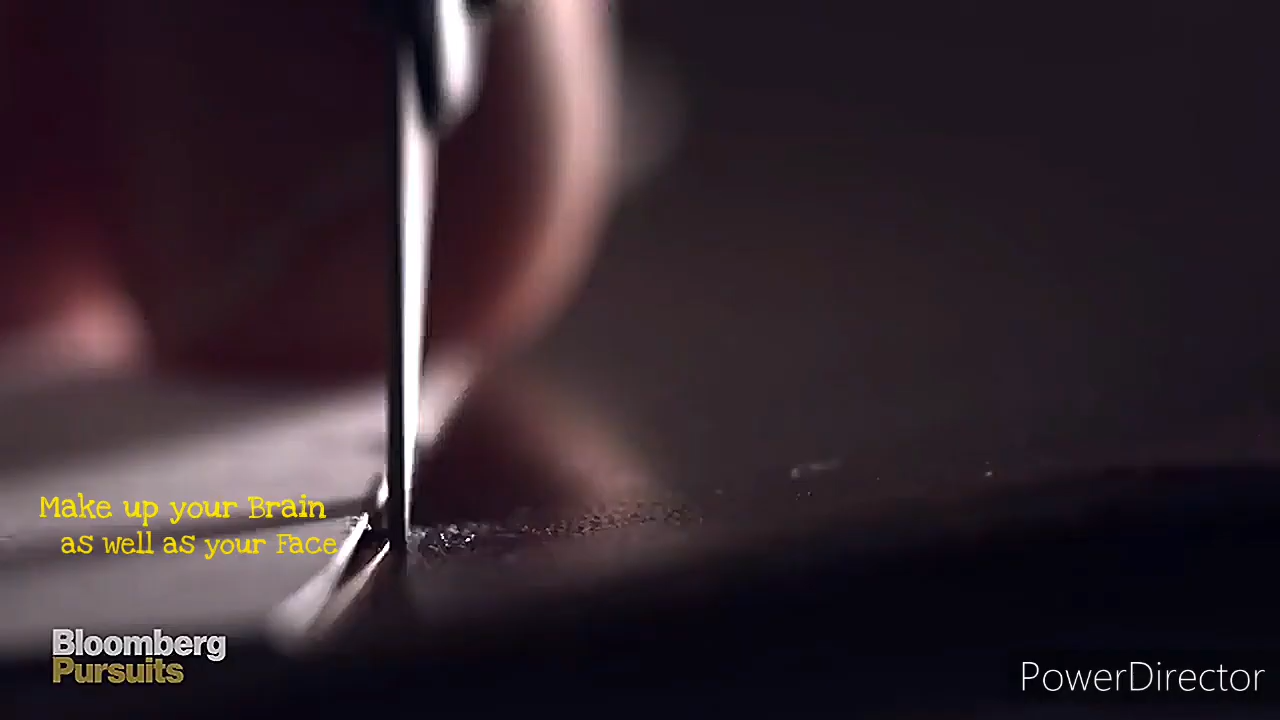 Make up your Brain
as well as your Face
Bloomberg
Pursuits
PowerDirector